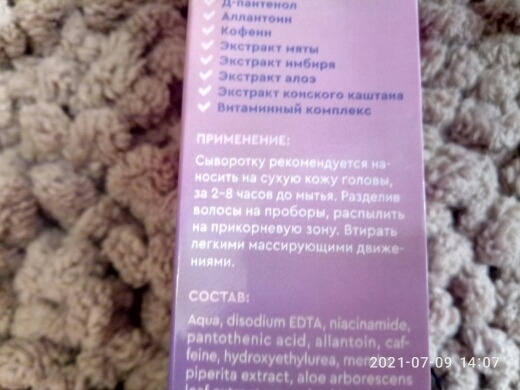 Д-пантенол
Аллантоин
Кофеин
Экстракт мяты
Экстракт имбиря
Экстракт алоэ
Экстракт конского каштана
Витаминный комплекс
ПРИМЕНЕНИЕ:
Сыворотку рекомендуется на-
носить на сухую кожу головы,
за 2-8 часов до мытья. Разделив
волосы на проборы, распылить
на прикорневую зону. Втирать
легкими массирующими движе-
ниями.
СОСТАВ:
Aqua, disodium EDTA, niacinamide,
pantothenic acid, allantoin, caf-
feine, hydroxyethylurea,
2021-07-09 14:07
piperita extract, aloe arborescens